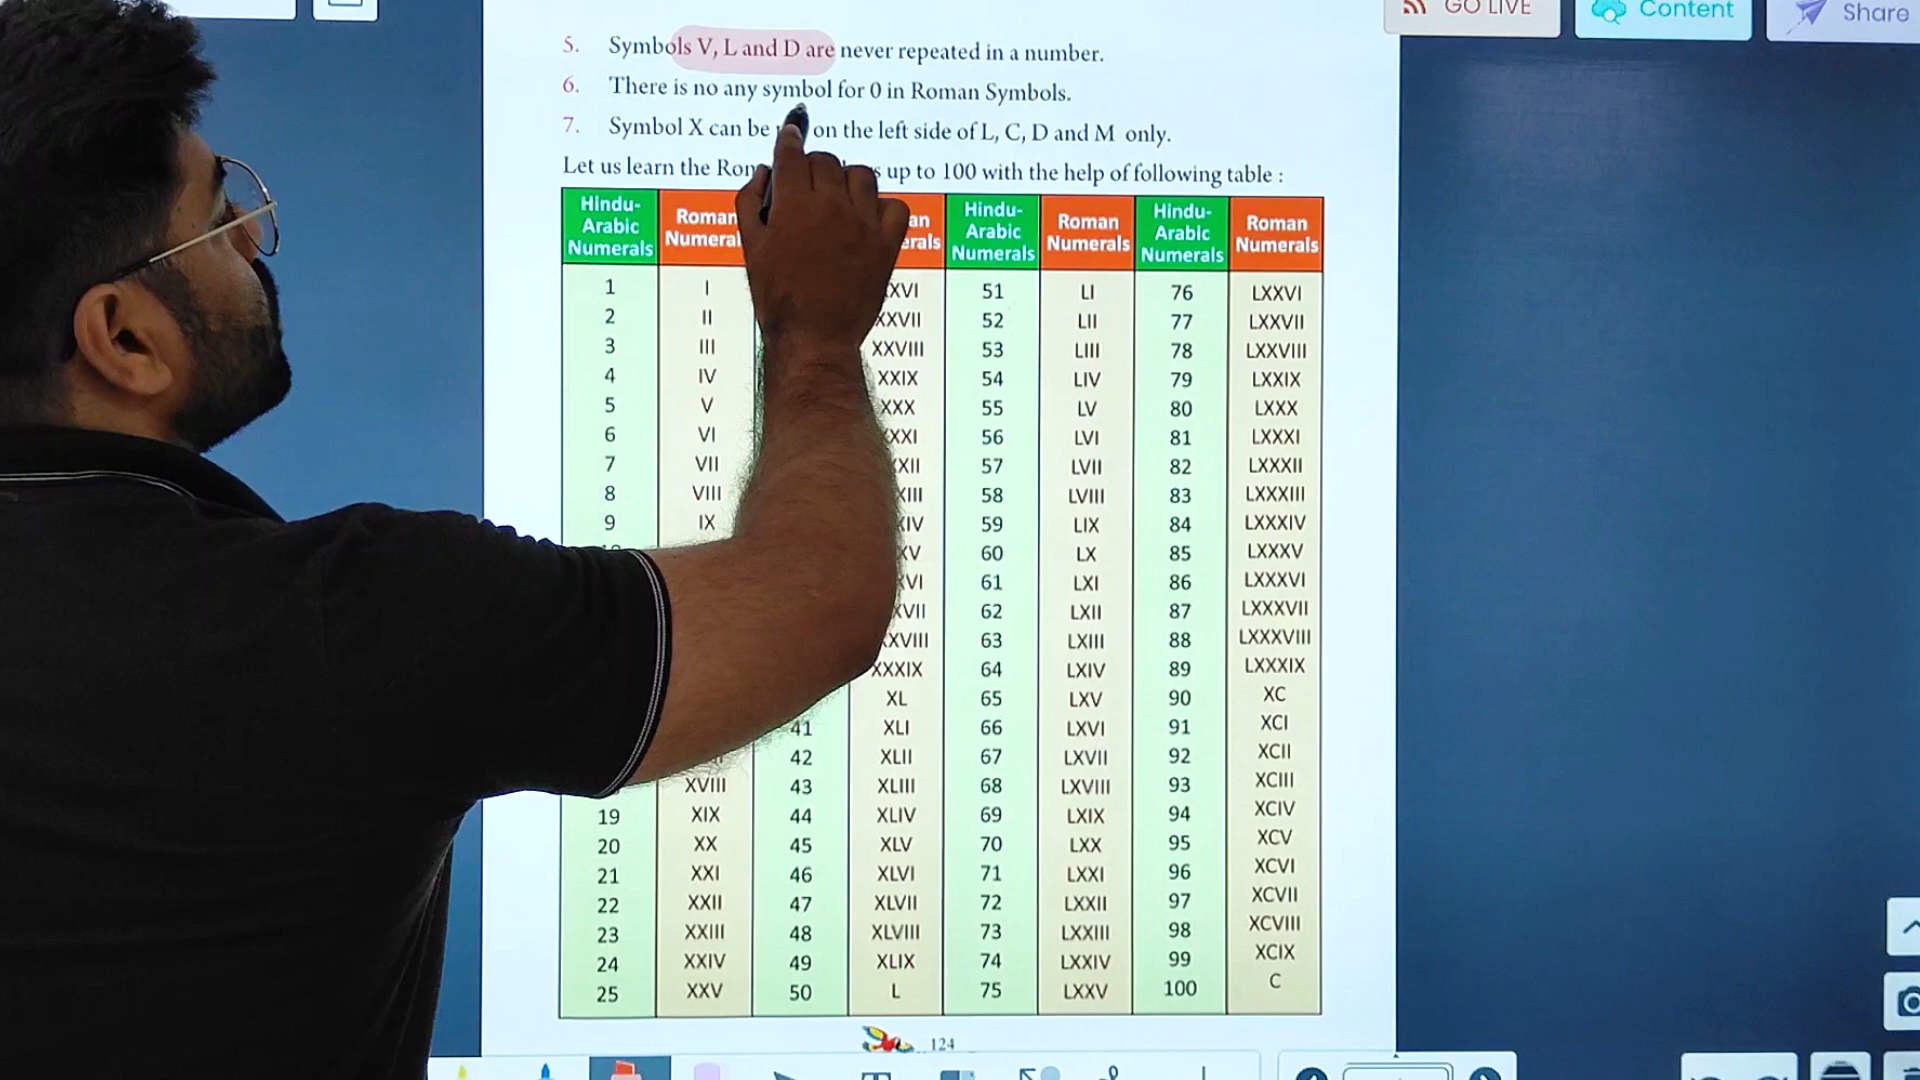 GO LIVE
Content
Share
5. Symbols V, L and D are never repeated in a number.
6. There is no any symbol for 0 in Roman Symbols.
7. Symbol X can be on the left side of L, C, D and M only.
Let us learn the up to 100 with the help of following table :
Hindu-Arabic Numerals Roman Hindu-Arabic Numerals Roman Numerals Hindu-Arabic Numerals Roman Numerals
1 I 51 LI 76 LXXVI
2 II 52 LII 77 LXXVII
3 III XXVIII 53 LIII 78 LXXVIII
4 IV XXIX 54 LIV 79 LXXIX
5 V XXX 55 LV 80 LXXX
6 VI 56 LVI 81 LXXXI
7 VII 57 LVII 82 LXXXII
8 VIII 58 LVIII 83 LXXXIII
9 IX 59 LIX 84 LXXXIV
60 LX 85 LXXXV
61 LXI 86 LXXXVI
62 LXII 87 LXXXVII
63 LXIII 88 LXXXVIII
XXXIX 64 LXIV 89 LXXXIX
XL 65 LXV 90 XC
41 XLI 66 LXVI 91 XCI
42 XLII 67 LXVII 92 XCII
XVIII 43 XLIII 68 LXVIII 93 XCIII
19 XIX 44 XLIV 69 LXIX 94 XCIV
20 XX 45 XLV 70 LXX 95 XCV
21 XXI 46 XLVI 71 LXXI 96 XCVI
22 XXII 47 XLVII 72 LXXII 97 XCVII
23 XXIII 48 XLVIII 73 LXXIII 98 XCVIII
24 XXIV 49 XLIX 74 LXXIV 99 XCIX
25 XXV 50 L 75 LXXV 100 C
124